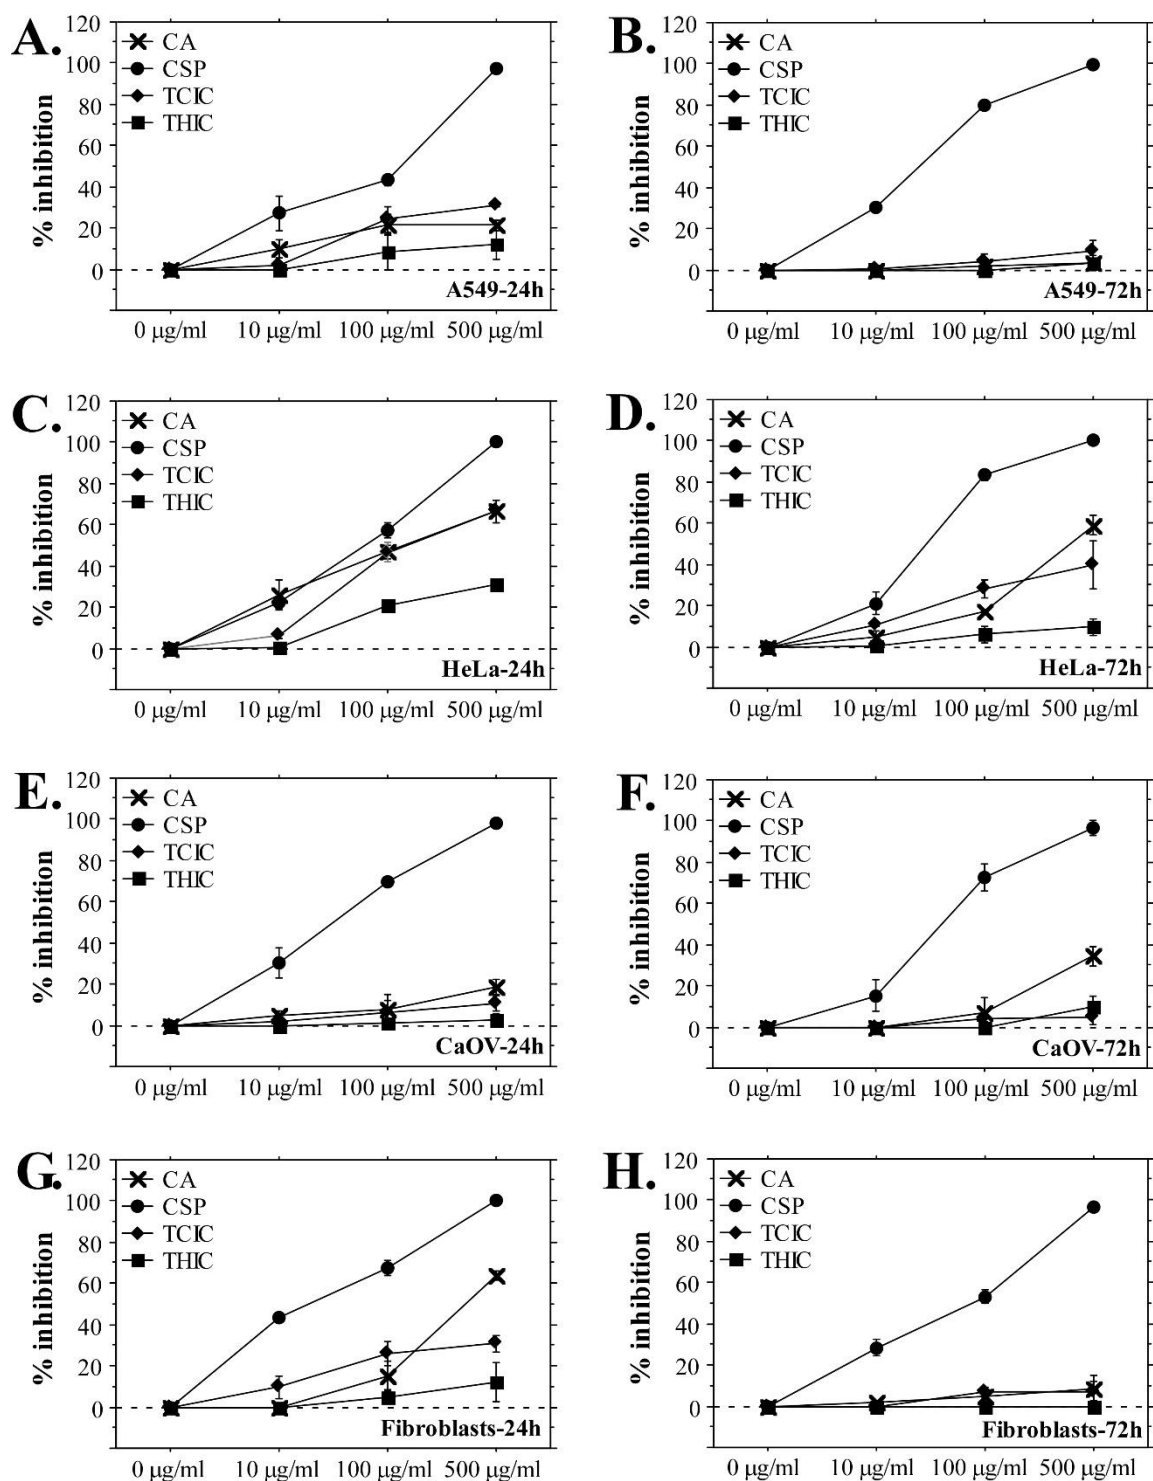 A.
% inhibition
120
100
80
60
40
20
0
CA
CSP
TCIC
THIC
A549-24h
0 μg/ml 10 μg/ml 100 μg/ml 500 μg/ml
B.
% inhibition
120
100
80
60
40
20
0
CA
CSP
TCIC
THIC
A549-72h
0 μg/ml 10 μg/ml 100 μg/ml 500 μg/ml
C.
% inhibition
120
100
80
60
40
20
0
CA
CSP
TCIC
THIC
HeLa-24h
0 μg/ml 10 μg/ml 100 μg/ml 500 μg/ml
D.
% inhibition
120
100
80
60
40
20
0
CA
CSP
TCIC
THIC
HeLa-72h
0 μg/ml 10 μg/ml 100 μg/ml 500 μg/ml
E.
% inhibition
120
100
80
60
40
20
0
CA
CSP
TCIC
THIC
CaOV-24h
0 μg/ml 10 μg/ml 100 μg/ml 500 μg/ml
F.
% inhibition
120
100
80
60
40
20
0
CA
CSP
TCIC
THIC
CaOV-72h
0 μg/ml 10 μg/ml 100 μg/ml 500 μg/ml
G.
% inhibition
120
100
80
60
40
20
0
CA
CSP
TCIC
THIC
Fibroblasts-24h
0 μg/ml 10 μg/ml 100 μg/ml 500 μg/ml
H.
% inhibition
120
100
80
60
40
20
0
CA
CSP
TCIC
THIC
Fibroblasts-72h
0 μg/ml 10 μg/ml 100 μg/ml 500 μg/ml